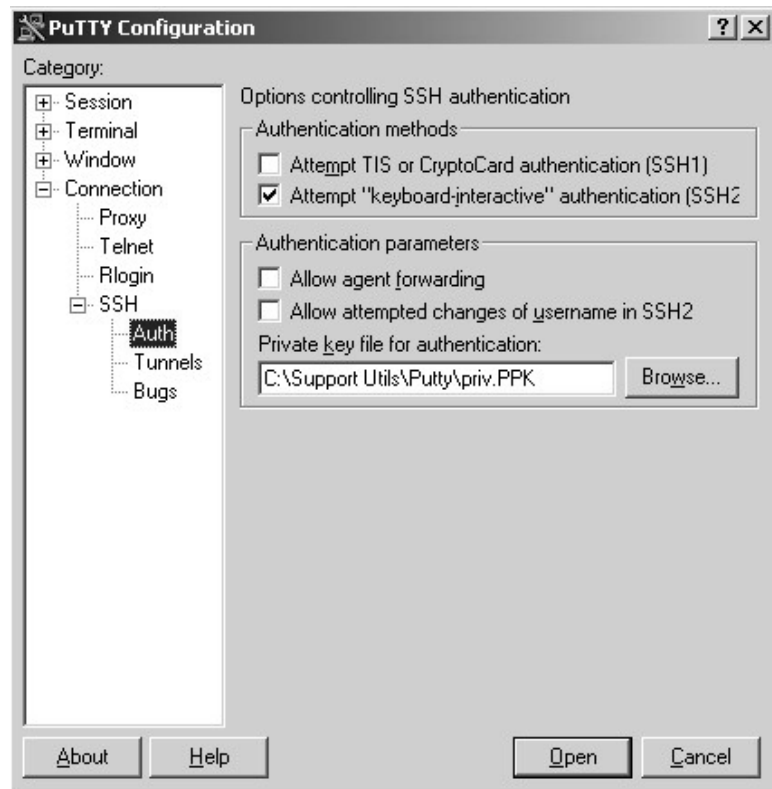 PuTTY Configuration
Category:
Session
Terminal
Window
Connection
Proxy
Telnet
Rlogin
SSH
Auth
Tunnels
Bugs
Options controlling SSH authentication
Authentication methods
Attempt TIS or CryptoCard authentication (SSH1)
Attempt "keyboard-interactive" authentication (SSH2
Authentication parameters
Allow agent forwarding
Allow attempted changes of username in SSH2
Private key file for authentication:
C:\Support Utils\Putty\priv.PPK
Browse...
About
Help
Open
Cancel